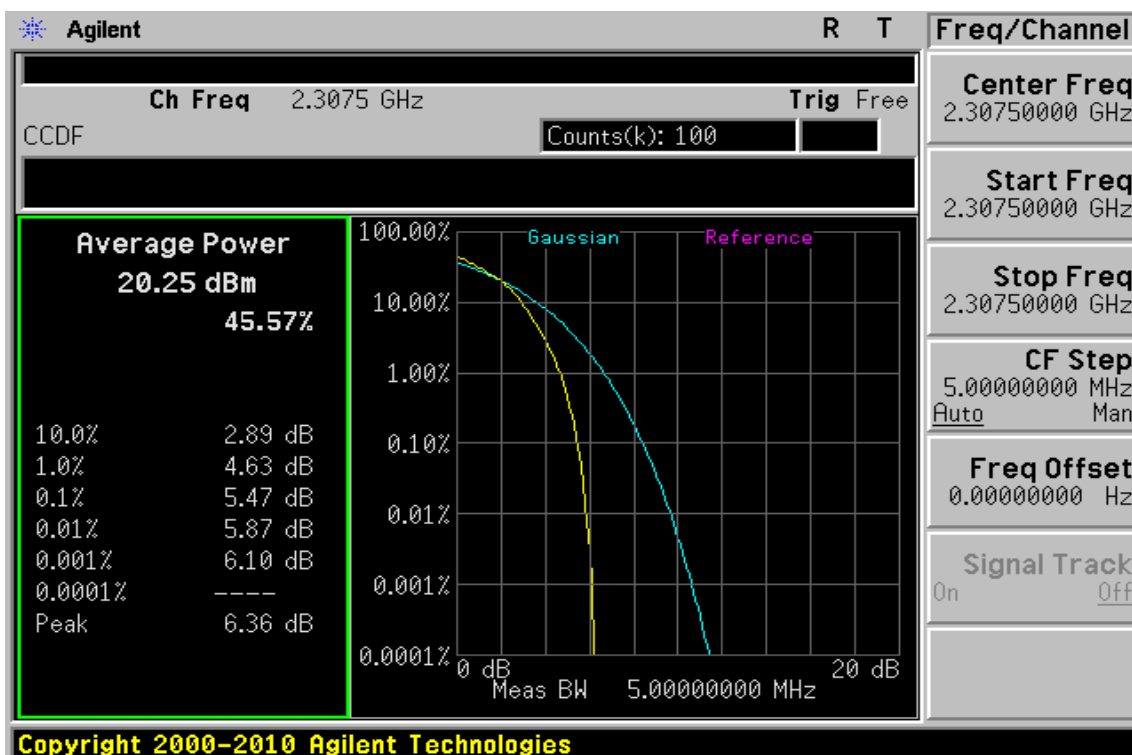 Agilent R T
Ch Freq 2.3075 GHz Trig Free
CCDF Counts(k): 100
Average Power
20.25 dBm
45.57%
10.0% 2.89 dB
1.0% 4.63 dB
0.1% 5.47 dB
0.01% 5.87 dB
0.001% 6.10 dB
0.0001% ----
Peak 6.36 dB
Gaussian Reference
100.00%
10.00%
1.00%
0.10%
0.01%
0.001%
0.0001%
0 dB 20 dB
Meas BW 5.00000000 MHz
Freq/Channel
Center Freq
2.30750000 GHz
Start Freq
2.30750000 GHz
Stop Freq
2.30750000 GHz
CF Step
5.00000000 MHz
Auto Man
Freq Offset
0.00000000 Hz
Signal Track
On Off
Copyright 2000-2010 Agilent Technologies